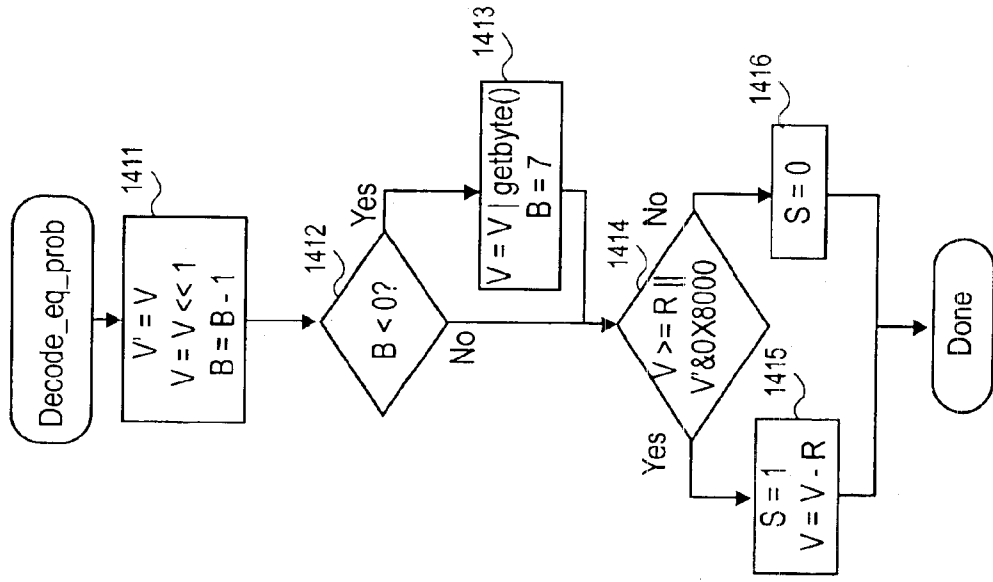 Decode_eq_prob
1411
V' = V
V = V << 1
B = B - 1
1412
B < 0?
Yes
No
1413
V = V | getbyte()
B = 7
1414
V >= R ||
V'&0X8000
Yes
No
1415
S = 1
V = V - R
1416
S = 0
Done